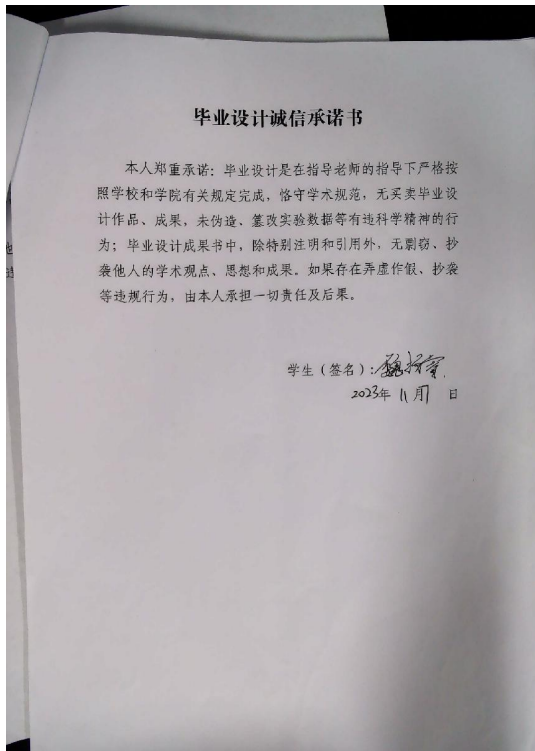 毕业设计诚信承诺书
本人郑重承诺：毕业设计是在指导老师的指导下严格按
照学校和学院有关规定完成，恪守学术规范，无买卖毕业设
计作品、成果，未伪造、篡改实验数据等有违科学精神的行
为；毕业设计成果书中，除特别注明和引用外，无剽窃、抄
袭他人的学术观点、思想和成果。如果存在弄虚作假、抄袭
等违规行为，由本人承担一切责任及后果。
学生（签名）：
2023年 11月 日